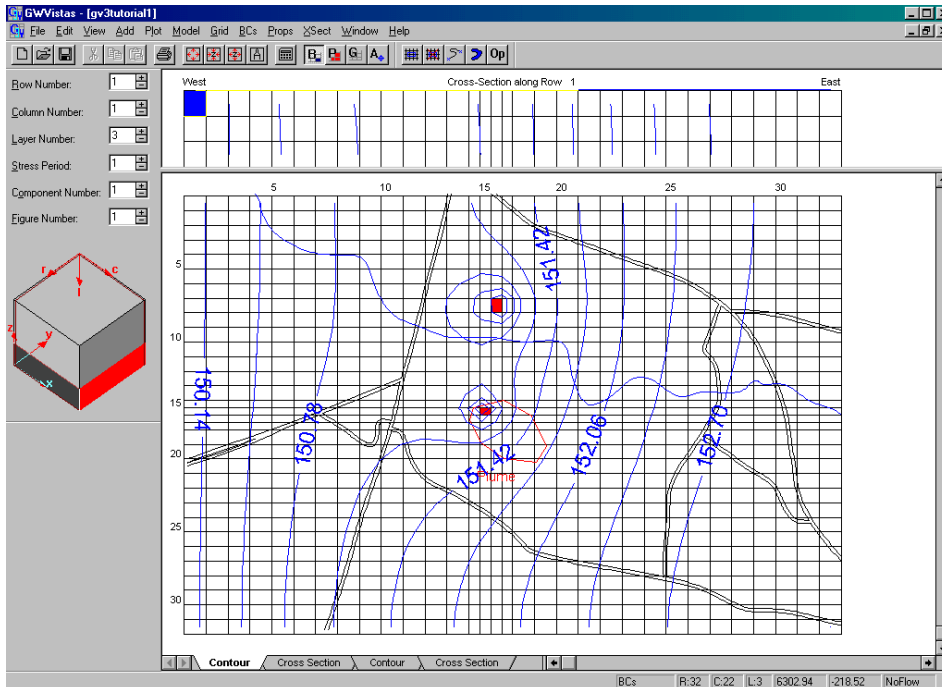 GWVistas - [gv3tutorial1]
File Edit View Add Plot Model Grid BCs Props XSect Window Help
B Z Z A B P G A Op
Row Number: 1
Column Number: 1
Layer Number: 3
Stress Period: 1
Component Number: 1
Figure Number: 1
r c
l
z y
x
West Cross-Section along Row 1 East
5 10 15 20 25 30
5
10
15
20
25
30
151.42
150.14
150.78
151.42
152.06
152.70
Plume
Contour Cross Section Contour Cross Section
BCs R:32 C:22 L:3 6302.94 -218.52 NoFlow